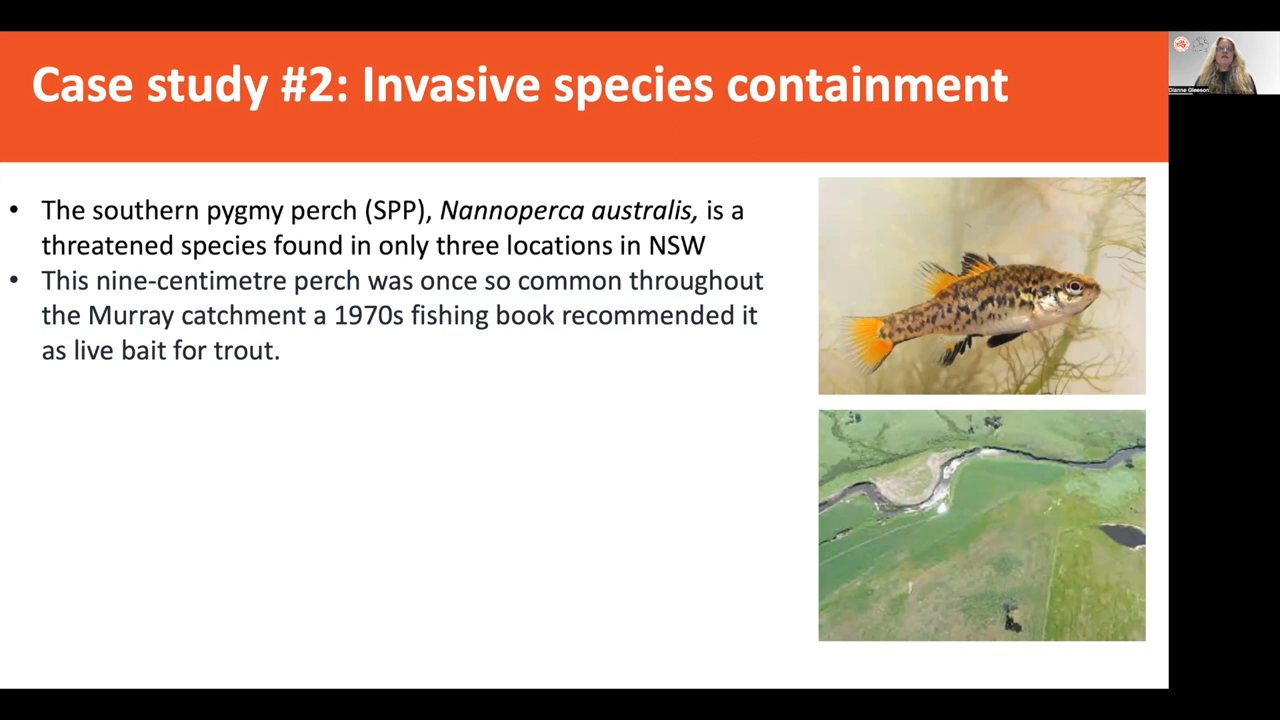 Case study #2: Invasive species containment
Dianne Gleeson
• The southern pygmy perch (SPP), Nannoperca australis, is a
threatened species found in only three locations in NSW
• This nine-centimetre perch was once so common throughout
the Murray catchment a 1970s fishing book recommended it
as live bait for trout.